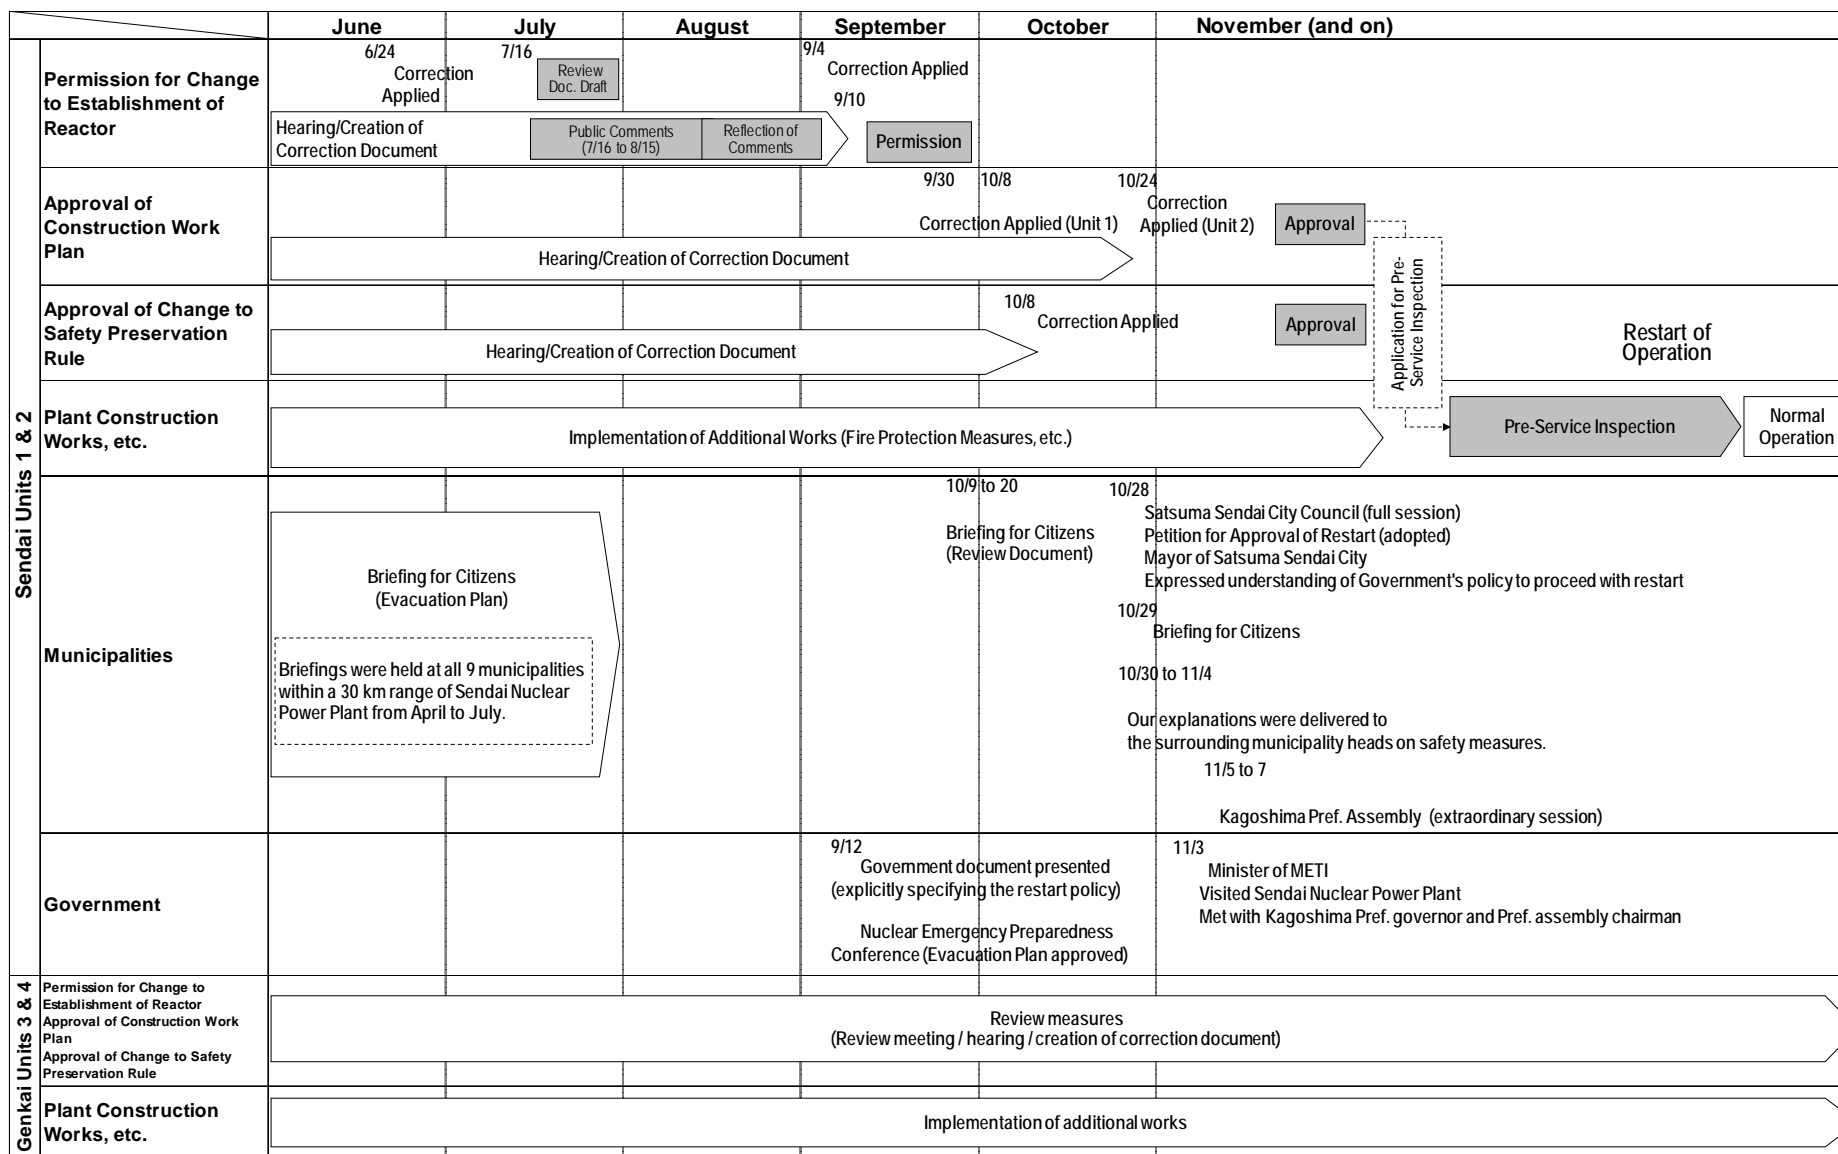 June July August September October November (and on)
Sendai Units 1 & 2
Permission for Change
to Establishment of
Reactor
6/24
Correction
Applied
7/16
Review
Doc. Draft
9/4
Correction Applied
9/10
Hearing/Creation of
Correction Document
Public Comments
(7/16 to 8/15)
Reflection of
Comments
Permission
Approval of
Construction Work
Plan
9/30
10/8
Correction Applied (Unit 1)
10/24
Correction
Applied (Unit 2)
Approval
Hearing/Creation of Correction Document
Application for Pre-
Service Inspection
Approval of Change to
Safety Preservation
Rule
10/8
Correction Applied
Approval
Hearing/Creation of Correction Document
Restart of
Operation
Plant Construction
Works, etc.
Implementation of Additional Works (Fire Protection Measures, etc.)
Pre-Service Inspection
Normal
Operation
Municipalities
Briefing for Citizens
(Evacuation Plan)
Briefings were held at all 9 municipalities
within a 30 km range of Sendai Nuclear
Power Plant from April to July.
10/9 to 20
Briefing for Citizens
(Review Document)
10/28
Satsuma Sendai City Council (full session)
Petition for Approval of Restart (adopted)
Mayor of Satsuma Sendai City
Expressed understanding of Government's policy to proceed with restart
10/29
Briefing for Citizens
10/30 to 11/4
Our explanations were delivered to
the surrounding municipality heads on safety measures.
11/5 to 7
Kagoshima Pref. Assembly (extraordinary session)
Government
9/12
Government document presented
(explicitly specifying the restart policy)
Nuclear Emergency Preparedness
Conference (Evacuation Plan approved)
11/3
Minister of METI
Visited Sendai Nuclear Power Plant
Met with Kagoshima Pref. governor and Pref. assembly chairman
Genkai Units 3 & 4
Permission for Change to
Establishment of Reactor
Approval of Construction Work
Plan
Approval of Change to Safety
Preservation Rule
Review measures
(Review meeting / hearing / creation of correction document)
Plant Construction
Works, etc.
Implementation of additional works